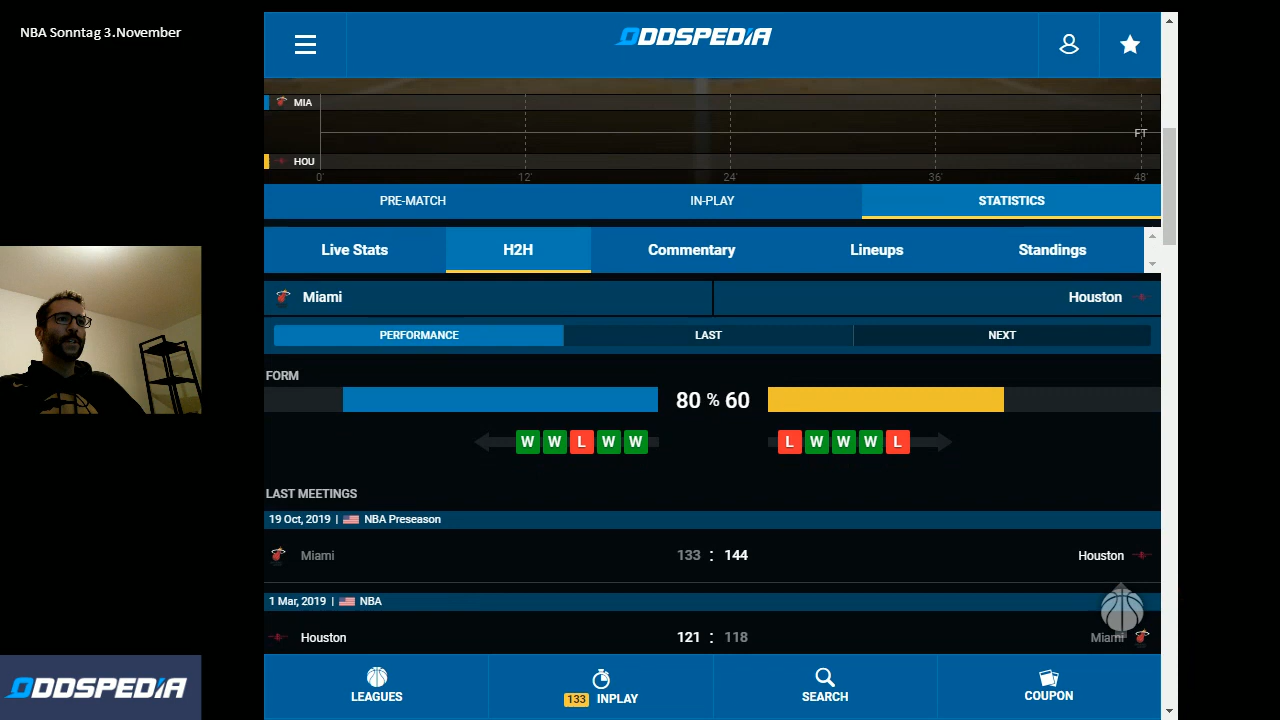 NBA Sonntag 3.November
ODDSPEDIA
MIA
FT
HOU
0' 12' 24' 36' 48'
PRE-MATCH IN-PLAY STATISTICS
Live Stats H2H Commentary Lineups Standings
Miami Houston
PERFORMANCE LAST NEXT
FORM
80 % 60
W W L W W L W W W L
LAST MEETINGS
19 Oct, 2019 | NBA Preseason
Miami 133 : 144 Houston
1 Mar, 2019 | NBA
Houston 121 : 118 Miami
LEAGUES 133 INPLAY SEARCH COUPON
ODDSPEDIA